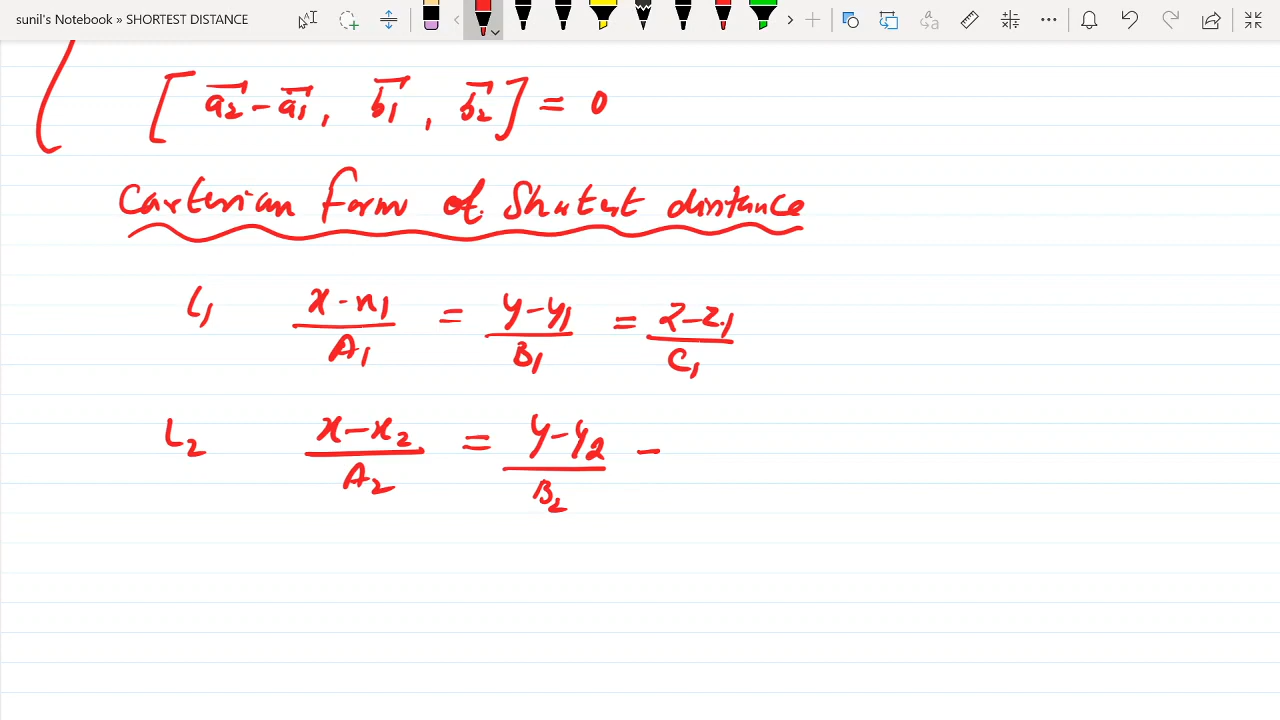 sunil's Notebook » SHORTEST DISTANCE
[ a₂⃗ - a₁⃗ , b₁⃗ , b₂⃗ ] = 0
Carterian form of Shortest distance
L₁ (x - x₁)/A₁ = (y - y₁)/B₁ = (z - z₁)/C₁
L₂ (x - x₂)/A₂ = (y - y₂)/B₂ -